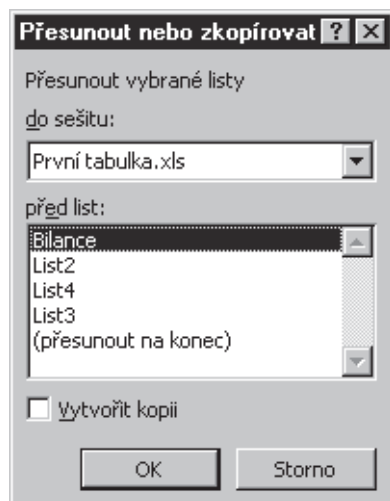 Přesunout nebo zkopírovat
Přesunout vybrané listy
do sešitu:
První tabulka.xls
před list:
Bilance
List2
List4
List3
(přesunout na konec)
Vytvořit kopii
OK Storno